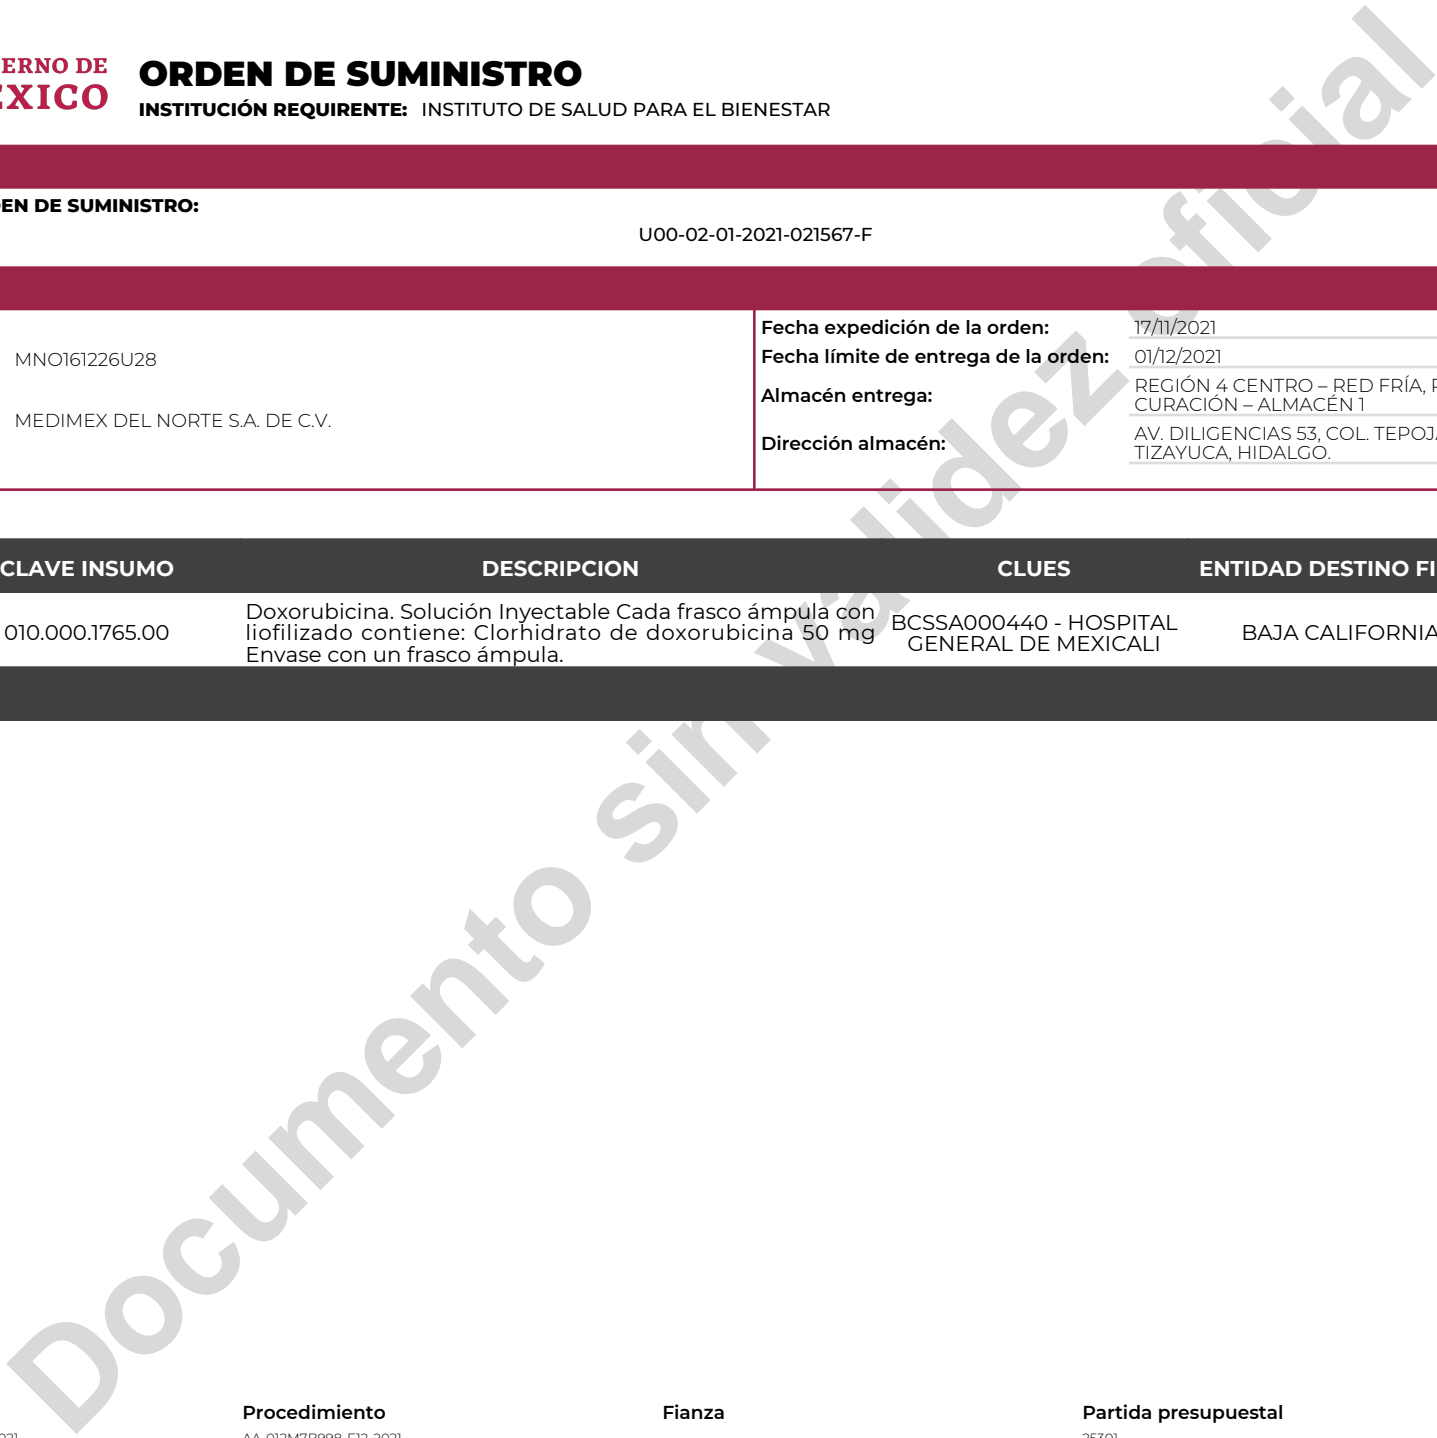 ORDEN DE SUMINISTRO
INSTITUCIÓN REQUIRENTE: INSTITUTO DE SALUD PARA EL BIENESTAR
ERNO DE
XICO
EN DE SUMINISTRO:
U00-02-01-2021-021567-F
MNO161226U28
MEDIMEX DEL NORTE S.A. DE C.V.
Fecha expedición de la orden: 17/11/2021
Fecha límite de entrega de la orden: 01/12/2021
Almacén entrega: REGIÓN 4 CENTRO – RED FRÍA,
CURACIÓN – ALMACÉN 1
Dirección almacén: AV. DILIGENCIAS 53, COL. TEPOJ
TIZAYUCA, HIDALGO.
CLAVE INSUMO DESCRIPCION CLUES ENTIDAD DESTINO FI
010.000.1765.00
Doxorubicina. Solución Inyectable Cada frasco ámpula con
liofilizado contiene: Clorhidrato de doxorubicina 50 mg
Envase con un frasco ámpula.
BCSSA000440 - HOSPITAL
GENERAL DE MEXICALI
BAJA CALIFORNIA
Documento sin validez oficial
Procedimiento Fianza Partida presupuestal